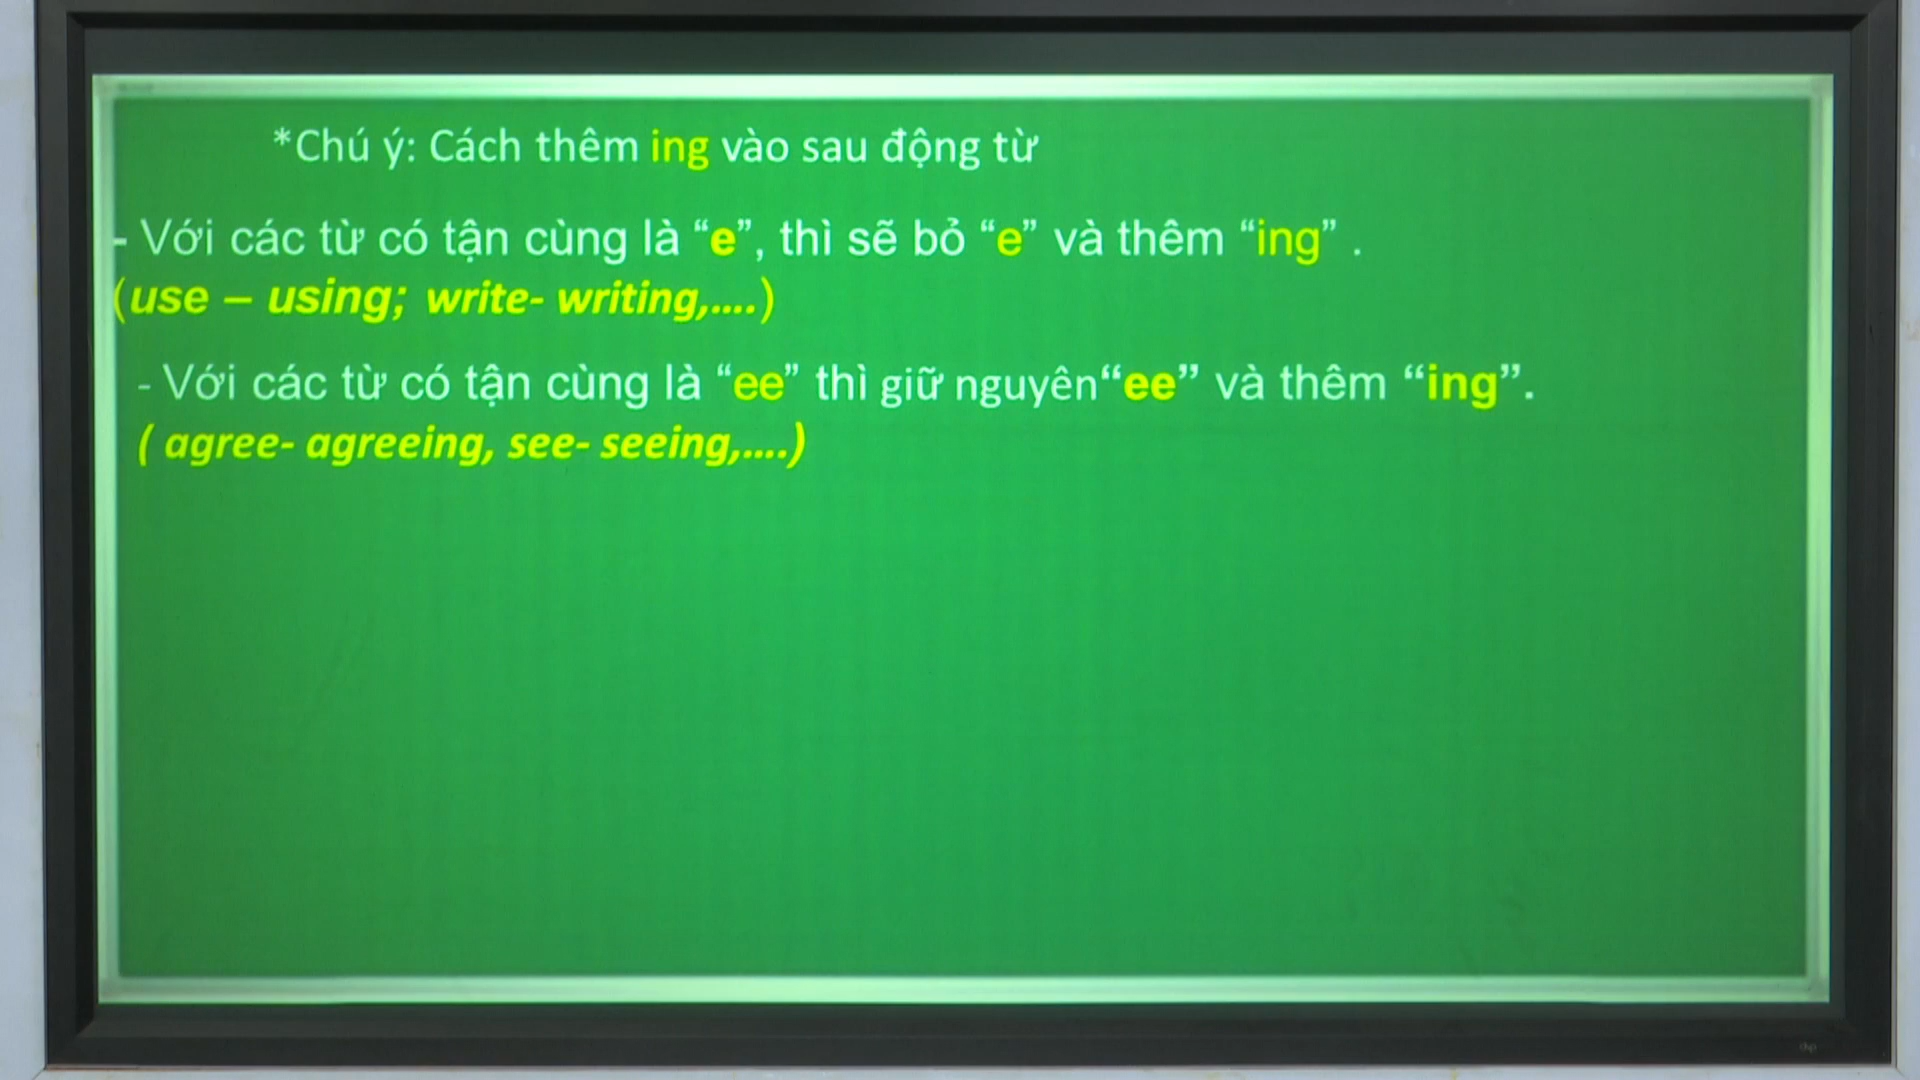 *Chú ý: Cách thêm ing vào sau động từ
- Với các từ có tận cùng là “e”, thì sẽ bỏ “e” và thêm “ing” .
(use – using; write- writing,....)
- Với các từ có tận cùng là “ee” thì giữ nguyên“ee” và thêm “ing”.
( agree- agreeing, see- seeing,....)